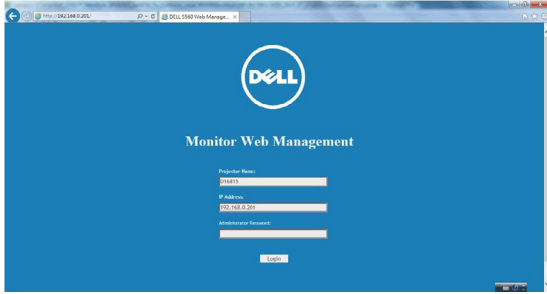 http://192.168.0.201/
DELL S560 Web Manage...
DELL
Monitor Web Management
Projector Name:
IP Address:
192.168.0.201
Administrator Password:
Login